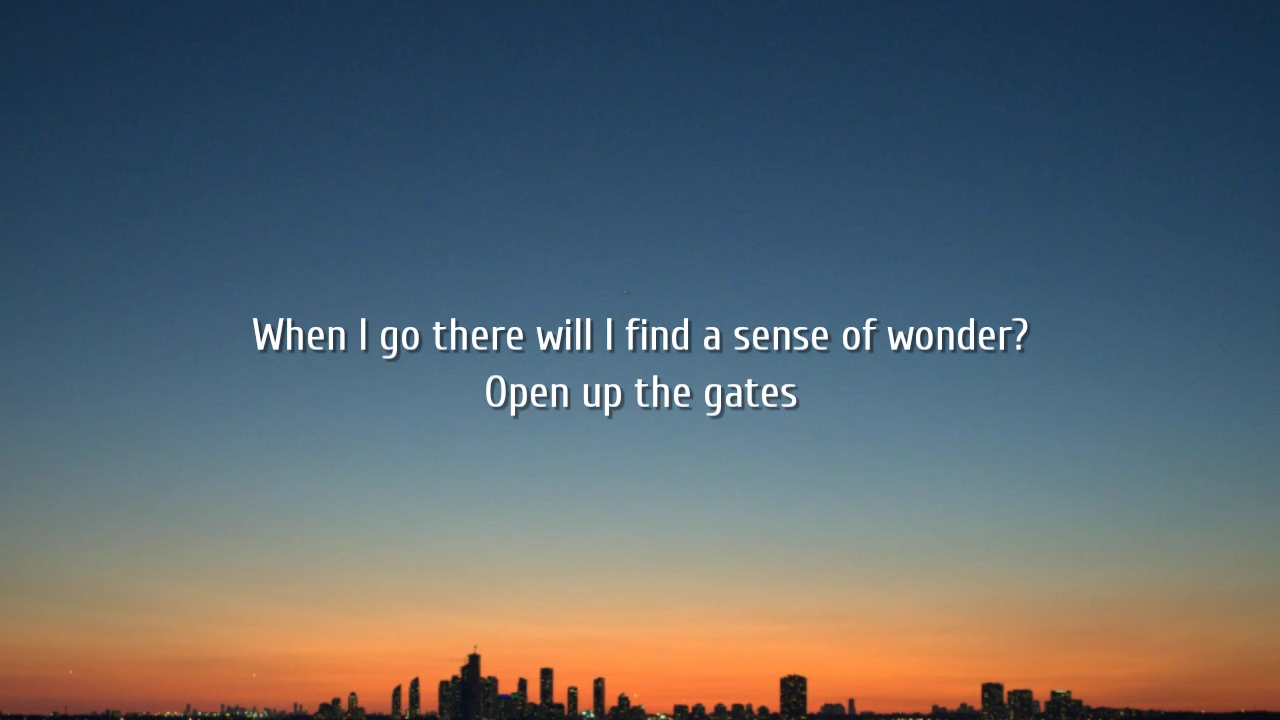 When I go there will I find a sense of wonder?
Open up the gates